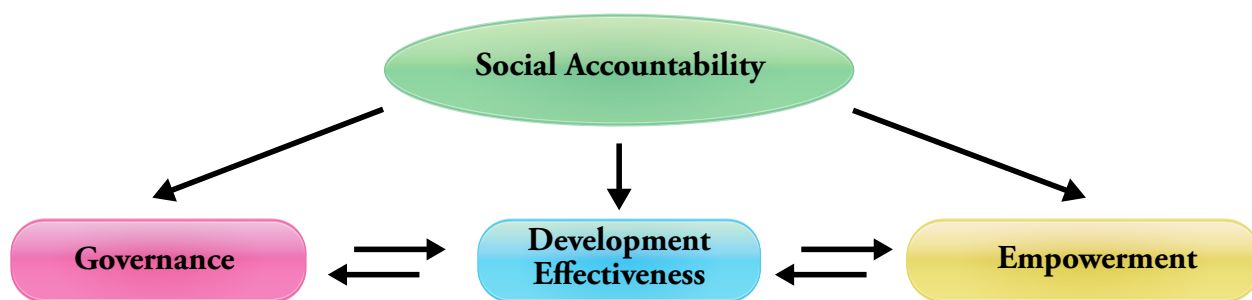 Social Accountability
Governance
Development
Effectiveness
Empowerment